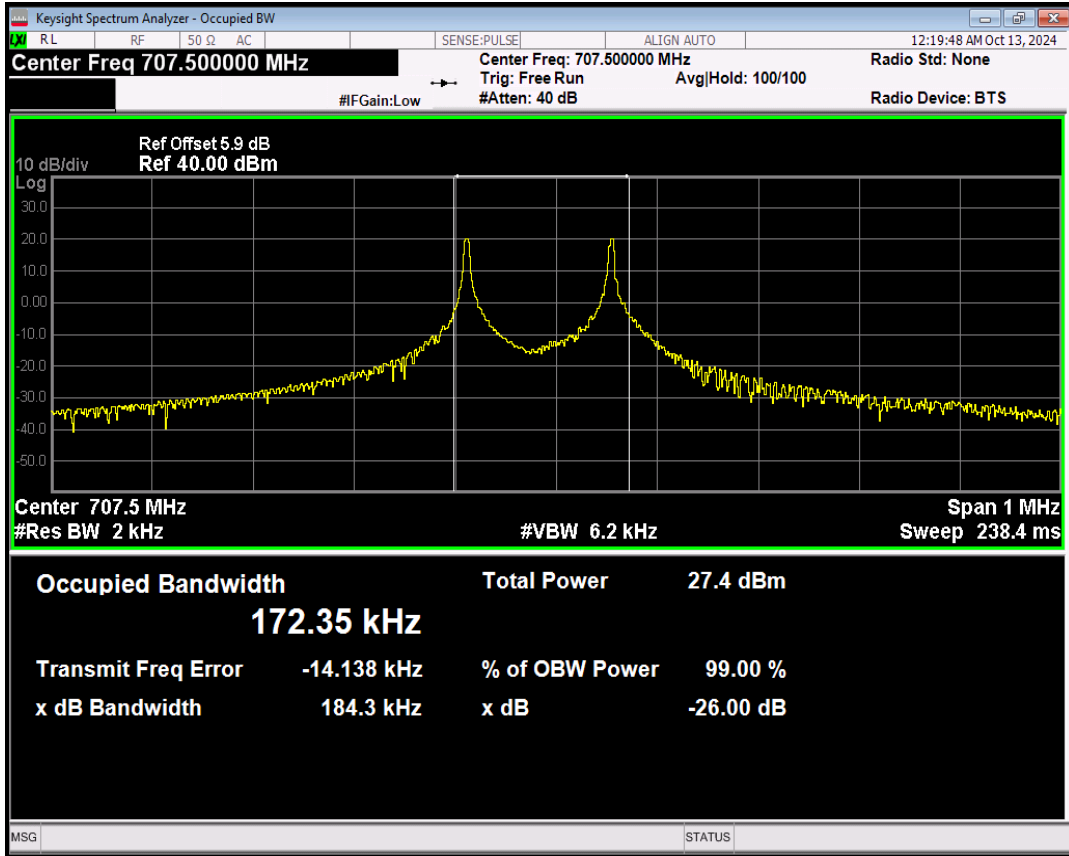 Keysight Spectrum Analyzer - Occupied BW
LXI RL RF 50 Ω AC SENSE:PULSE ALIGN AUTO 12:19:48 AM Oct 13, 2024
Center Freq 707.500000 MHz Center Freq: 707.500000 MHz Radio Std: None
Trig: Free Run Avg|Hold: 100/100
#IFGain:Low #Atten: 40 dB Radio Device: BTS
Ref Offset 5.9 dB
10 dB/div Ref 40.00 dBm
Log
30.0
20.0
10.0
0.00
-10.0
-20.0
-30.0
-40.0
-50.0
Center 707.5 MHz Span 1 MHz
#Res BW 2 kHz #VBW 6.2 kHz Sweep 238.4 ms
Occupied Bandwidth Total Power 27.4 dBm
172.35 kHz
Transmit Freq Error -14.138 kHz % of OBW Power 99.00 %
x dB Bandwidth 184.3 kHz x dB -26.00 dB
MSG STATUS